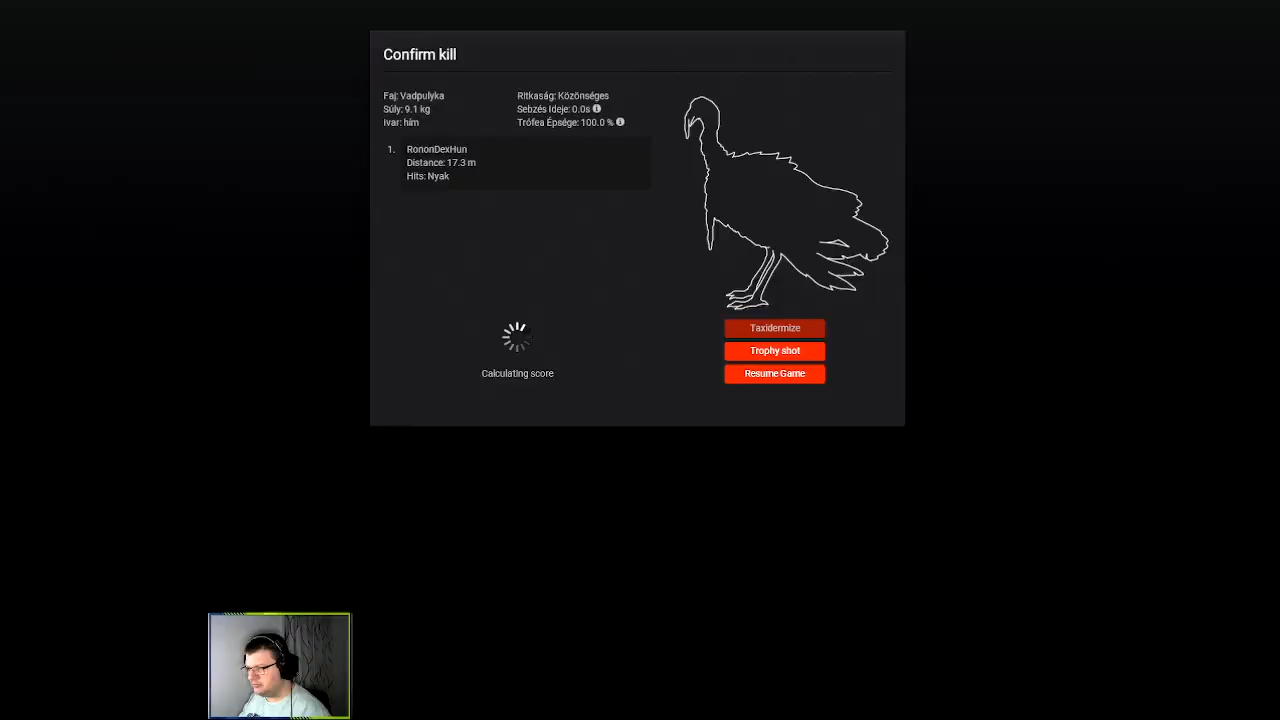 Confirm kill
Faj: Vadpulyka
Súly: 9.1 kg
Ivar: hím
Ritkaság: Közönséges
Sebzés Ideje: 0.0s
Trófea Épsége: 100.0 %
1. RononDexHun
Distance: 17.3 m
Hits: Nyak
Calculating score
Taxidermize
Trophy shot
Resume Game